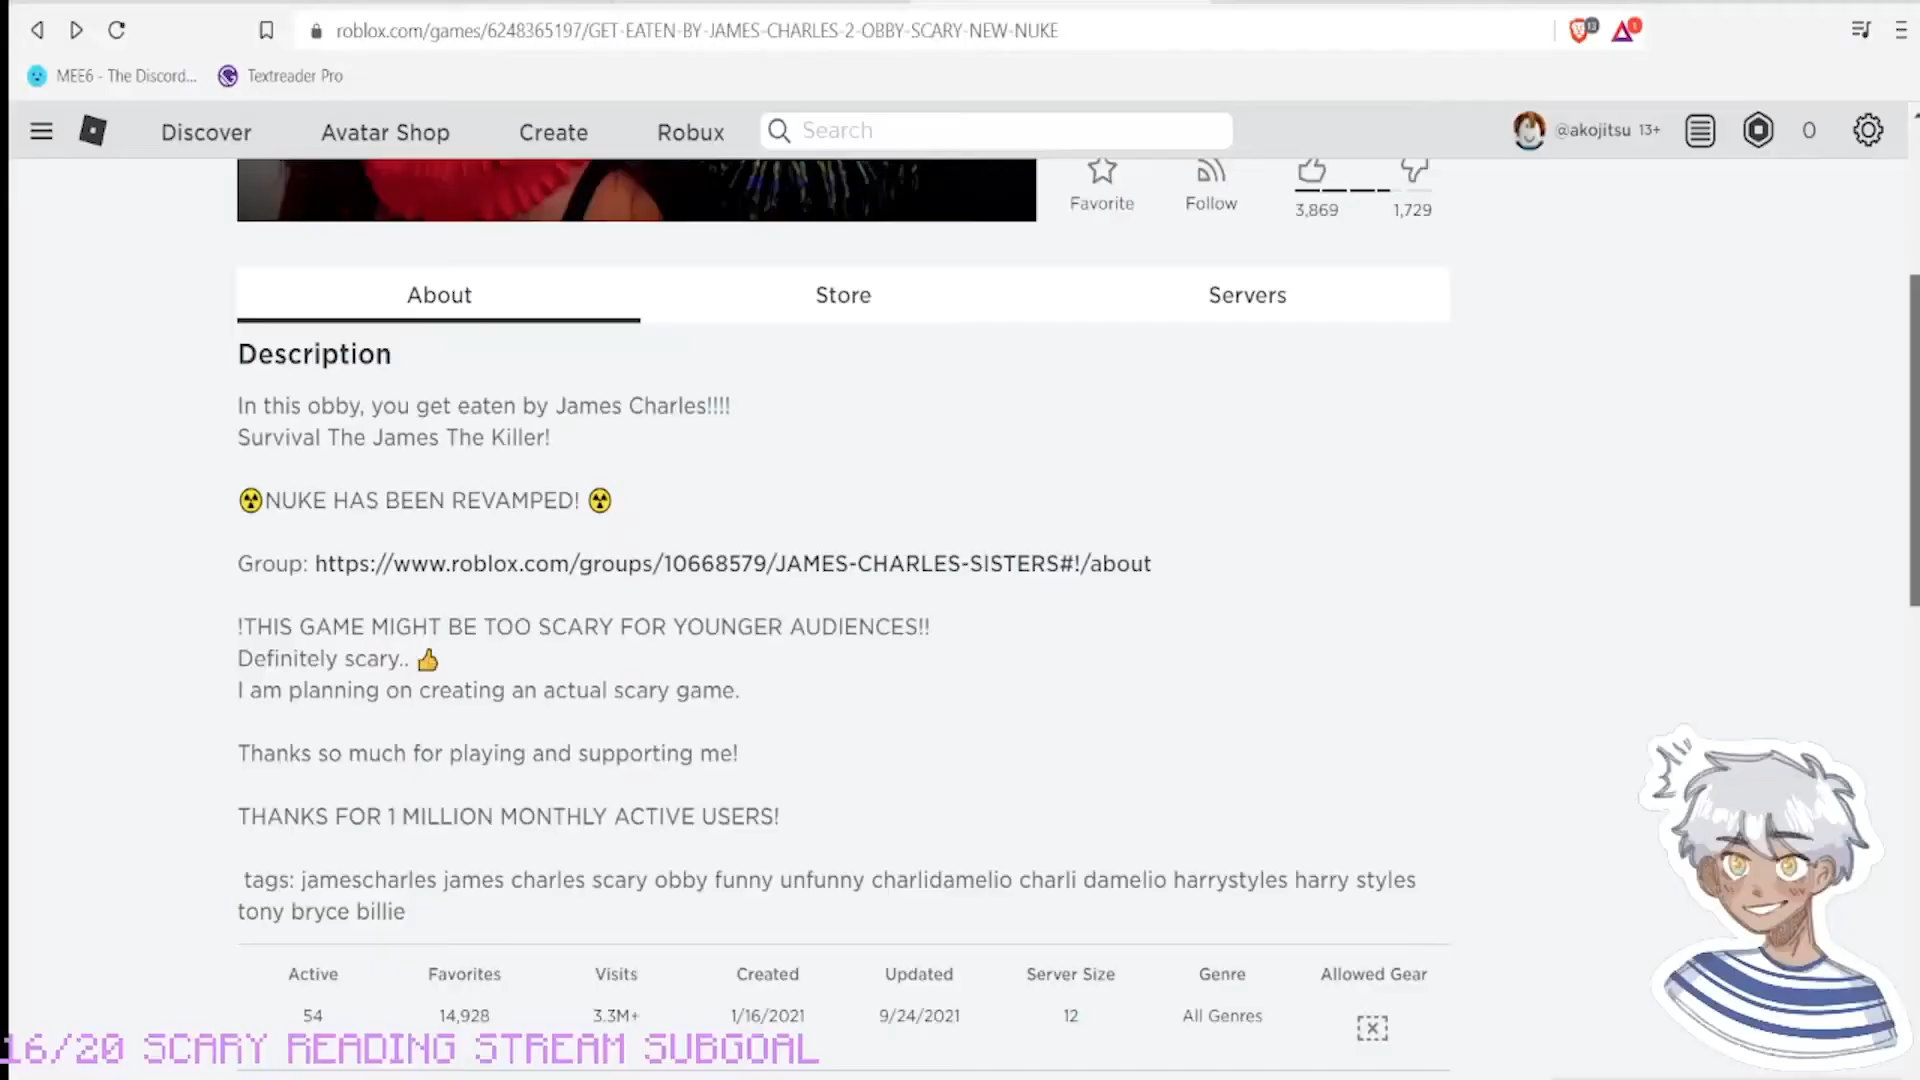 roblox.com/games/6248365197/GET-EATEN-BY-JAMES-CHARLES-2-OBBY-SCARY-NEW-NUKE
13
1
MEE6 - The Discord...
Textreader Pro
Discover
Avatar Shop
Create
Robux
Search
@akojitsu 13+
0
Favorite
Follow
3,869
1,729
About
Store
Servers
Description
In this obby, you get eaten by James Charles!!!!
Survival The James The Killer!
☢NUKE HAS BEEN REVAMPED! ☢
Group: https://www.roblox.com/groups/10668579/JAMES-CHARLES-SISTERS#!/about
!THIS GAME MIGHT BE TOO SCARY FOR YOUNGER AUDIENCES!!
Definitely scary.. 👍
I am planning on creating an actual scary game.
Thanks so much for playing and supporting me!
THANKS FOR 1 MILLION MONTHLY ACTIVE USERS!
tags: jamescharles james charles scary obby funny unfunny charlidamelio charli damelio harrystyles harry styles
tony bryce billie
Active Favorites Visits Created Updated Server Size Genre Allowed Gear
54 14,928 3.3M+ 1/16/2021 9/24/2021 12 All Genres
16/20 SCARY READING STREAM SUBGOAL